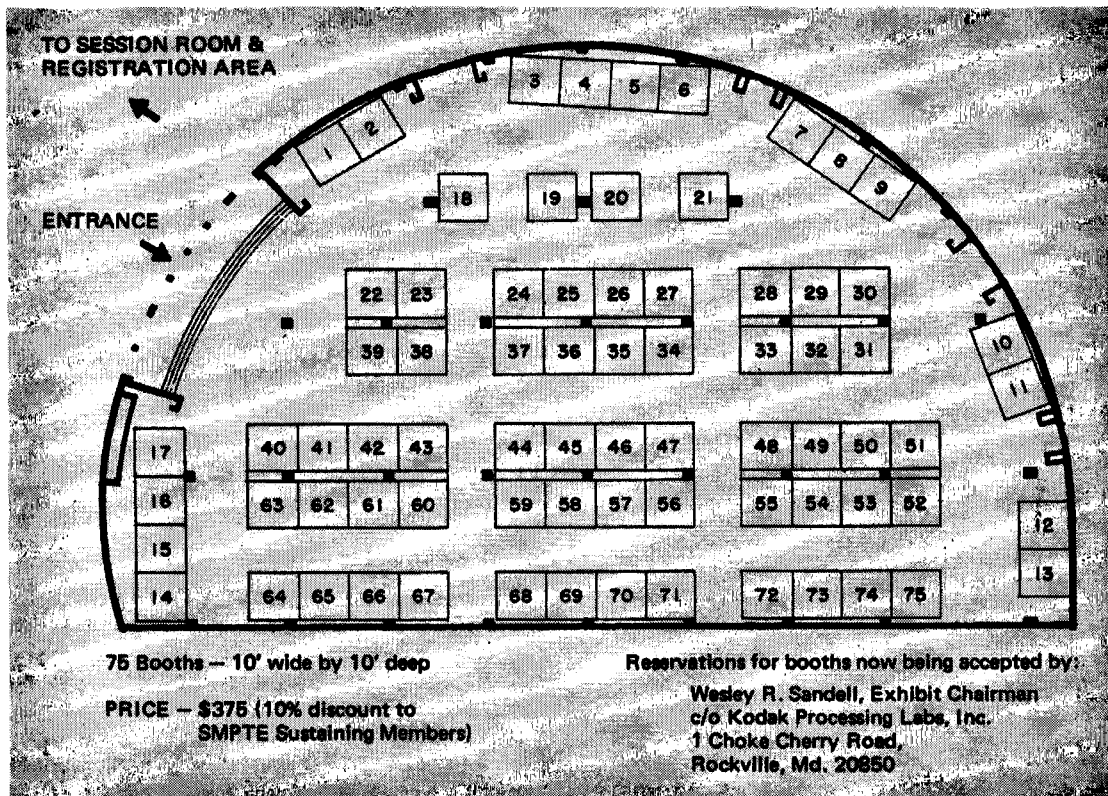 TO SESSION ROOM &
REGISTRATION AREA
ENTRANCE
1 2
3 4 5 6
7 8 9
10
11
12
13
18 19 20 21
22 23 24 25 26 27 28 29 30
39 38 37 36 35 34 33 32 31
17
16
15
14
40 41 42 43 44 45 46 47 48 49 50 51
63 62 61 60 59 58 57 56 55 54 53 52
64 65 66 67 68 69 70 71 72 73 74 75
75 Booths — 10' wide by 10' deep
PRICE — $375 (10% discount to
SMPTE Sustaining Members)
Reservations for booths now being accepted by:
Wesley R. Sandell, Exhibit Chairman
c/o Kodak Processing Labs, Inc.
1 Choke Cherry Road,
Rockville, Md. 20850